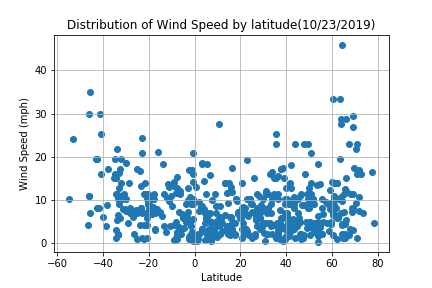 Distribution of Wind Speed by latitude(10/23/2019)
Wind Speed (mph)
40
30
20
10
0
−60 −40 −20 0 20 40 60 80
Latitude